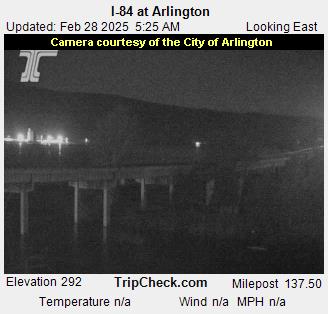 I-84 at Arlington
Updated: Feb 28 2025 5:25 AM Looking East
Camera courtesy of the City of Arlington
Elevation 292 TripCheck.com Milepost 137.50
Temperature n/a Wind n/a MPH n/a